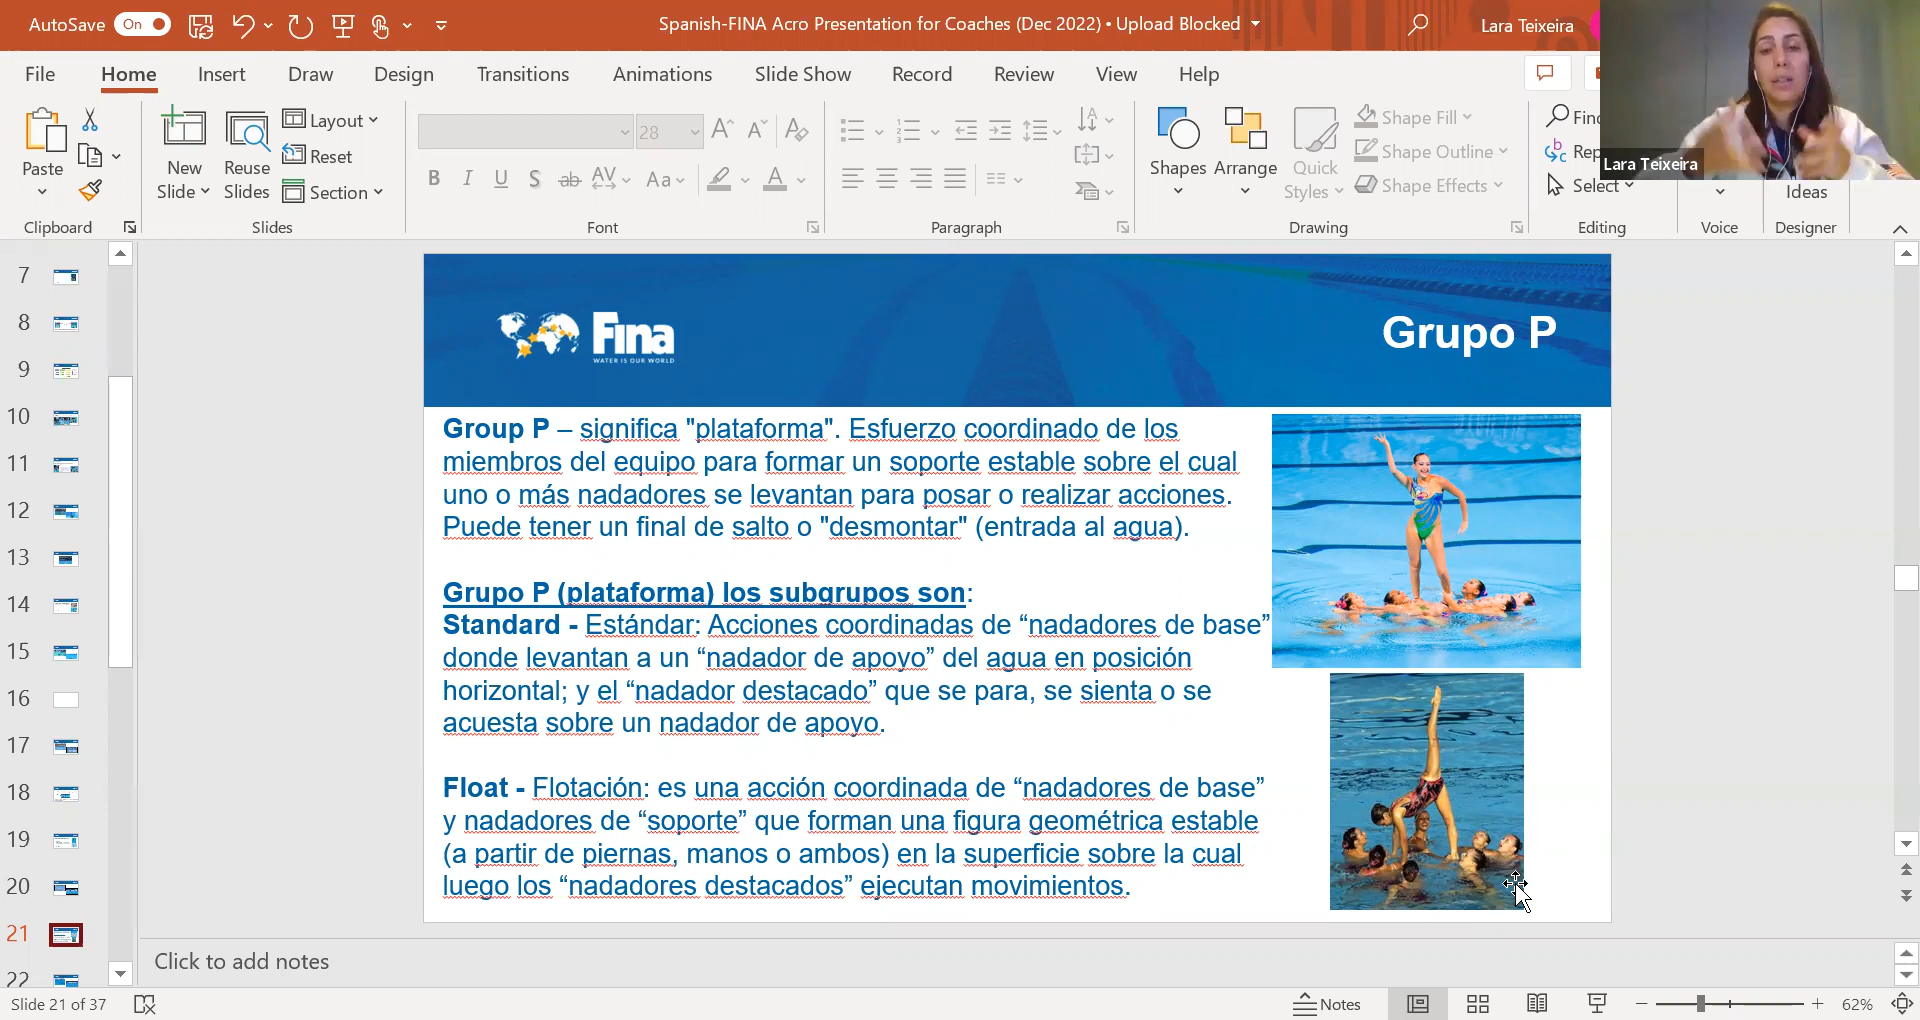 AutoSave On
Spanish-FINA Acro Presentation for Coaches (Dec 2022) • Upload Blocked
Lara Teixeira
File Home Insert Draw Design Transitions Animations Slide Show Record Review View Help
Paste
New Slide
Reuse Slides
Layout
Reset
Section
28
B I U S ab AV Aa A
Shapes
Arrange
Quick Styles
Shape Fill
Shape Outline
Shape Effects
Select
Ideas
Lara Teixeira
Clipboard Slides Font Paragraph Drawing Editing Voice Designer
7
8
9
10
11
12
13
14
15
16
17
18
19
20
21
22
Fina
WATER IS OUR WORLD
Grupo P
Group P – significa "plataforma". Esfuerzo coordinado de los
miembros del equipo para formar un soporte estable sobre el cual
uno o más nadadores se levantan para posar o realizar acciones.
Puede tener un final de salto o "desmontar" (entrada al agua).
Grupo P (plataforma) los subgrupos son:
Standard - Estándar: Acciones coordinadas de “nadadores de base”
donde levantan a un “nadador de apoyo” del agua en posición
horizontal; y el “nadador destacado” que se para, se sienta o se
acuesta sobre un nadador de apoyo.
Float - Flotación: es una acción coordinada de “nadadores de base”
y nadadores de “soporte” que forman una figura geométrica estable
(a partir de piernas, manos o ambos) en la superficie sobre la cual
luego los “nadadores destacados” ejecutan movimientos.
Click to add notes
Slide 21 of 37
Notes
62%